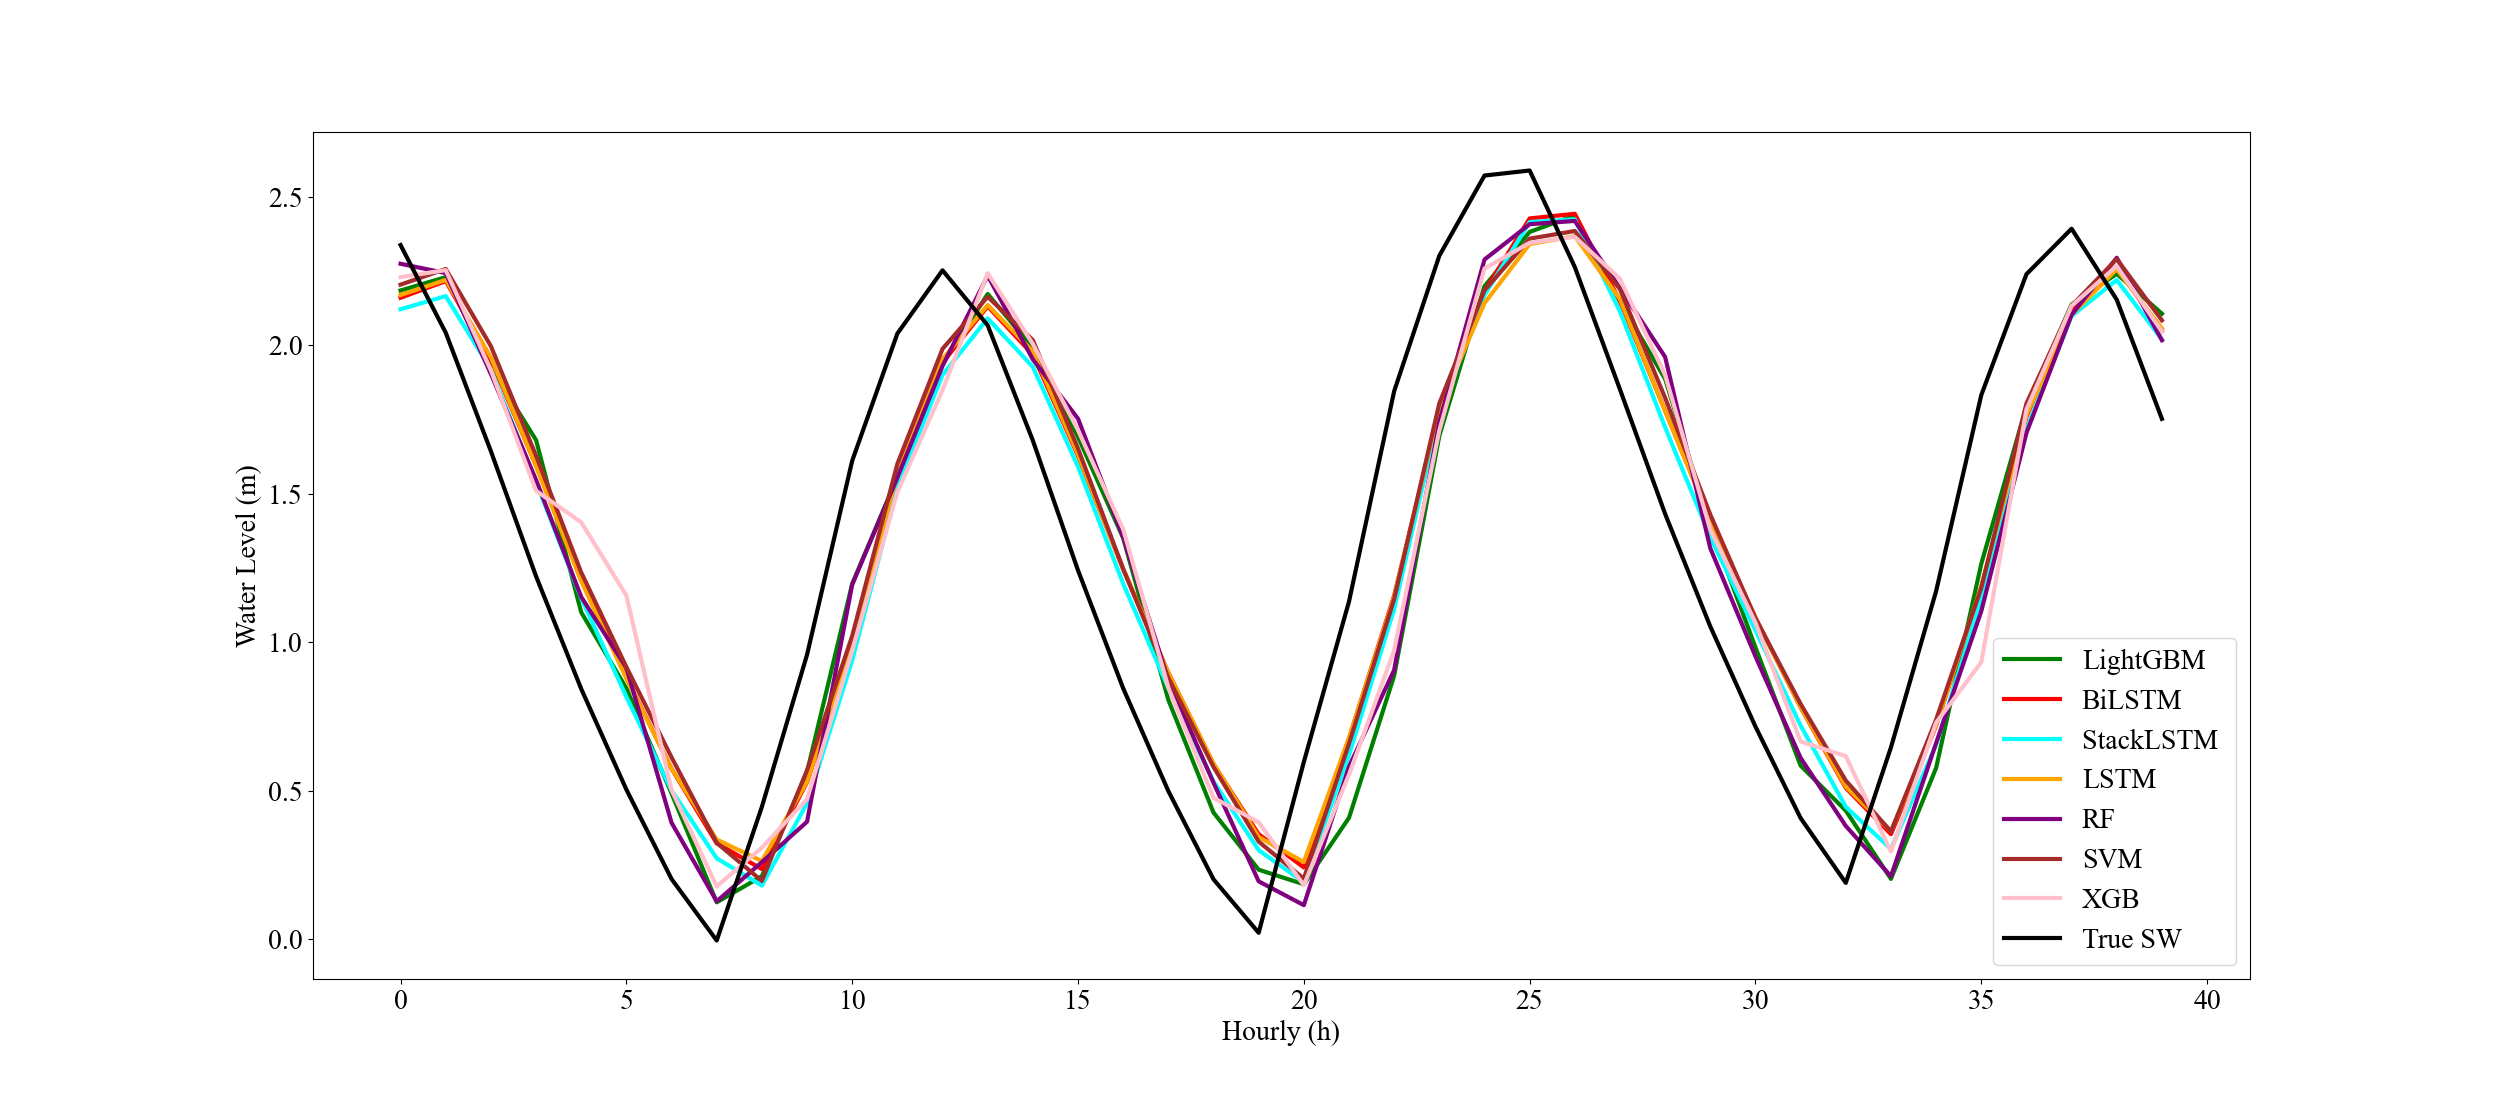 2.5
2.0
1.5
1.0
0.5
0.0
Water Level (m)
0 5 10 15 20 25 30 35 40
Hourly (h)
LightGBM
BiLSTM
StackLSTM
LSTM
RF
SVM
XGB
True SW